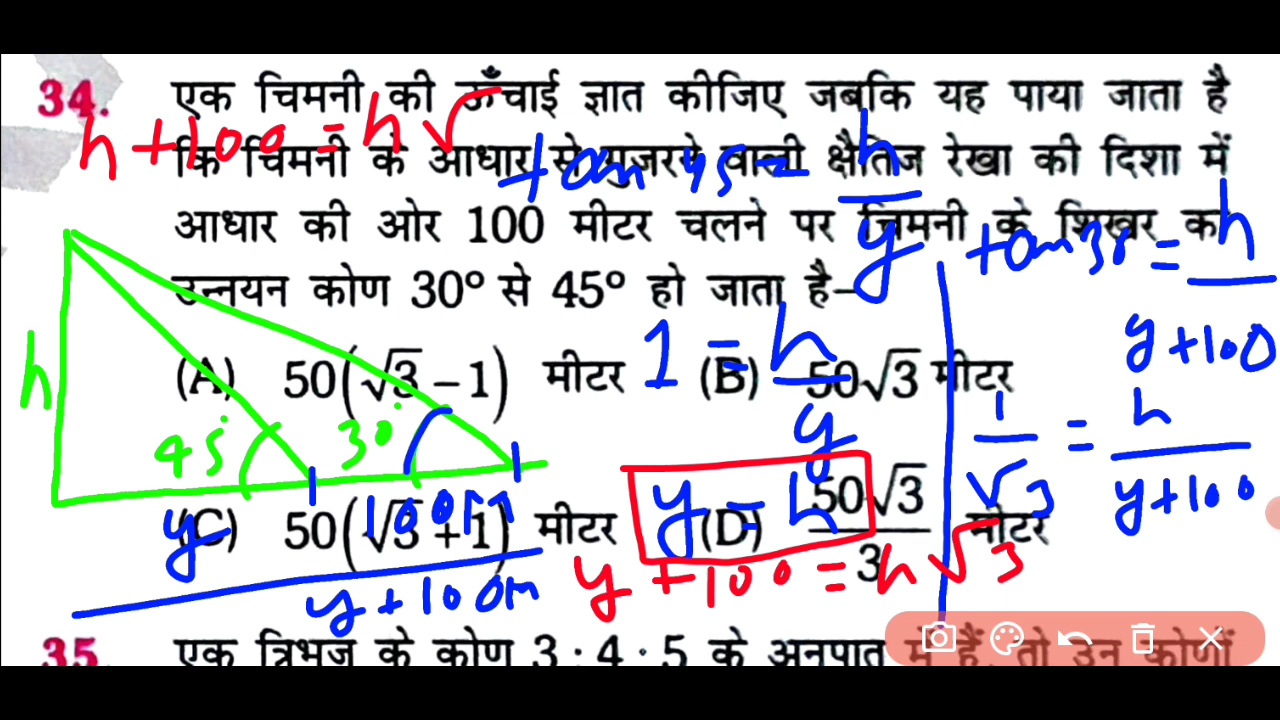 34. एक चिमनी की ऊँचाई ज्ञात कीजिए जबकि यह पाया जाता है
h + 100 = h√
कि चिमनी के आधार से गुजरने वाली क्षैतिज रेखा की दिशा में
tan 45 = h/y
आधार की ओर 100 मीटर चलने पर चिमनी के शिखर का
tan 30 = h/y+100
उन्नयन कोण 30° से 45° हो जाता है–
(A) 50(√3 – 1) मीटर (B) 50√3 मीटर
1 = h/y
h
45° 30°
1/√3 = h/y+100
(C) 50(√3 + 1) मीटर (D) 50√3/3 मीटर
y 100m
y = h
y + 100 = h√3
y + 100m
35. एक त्रिभुज के कोण 3 : 4 : 5 के अनुपात में हैं, तो उन कोणों